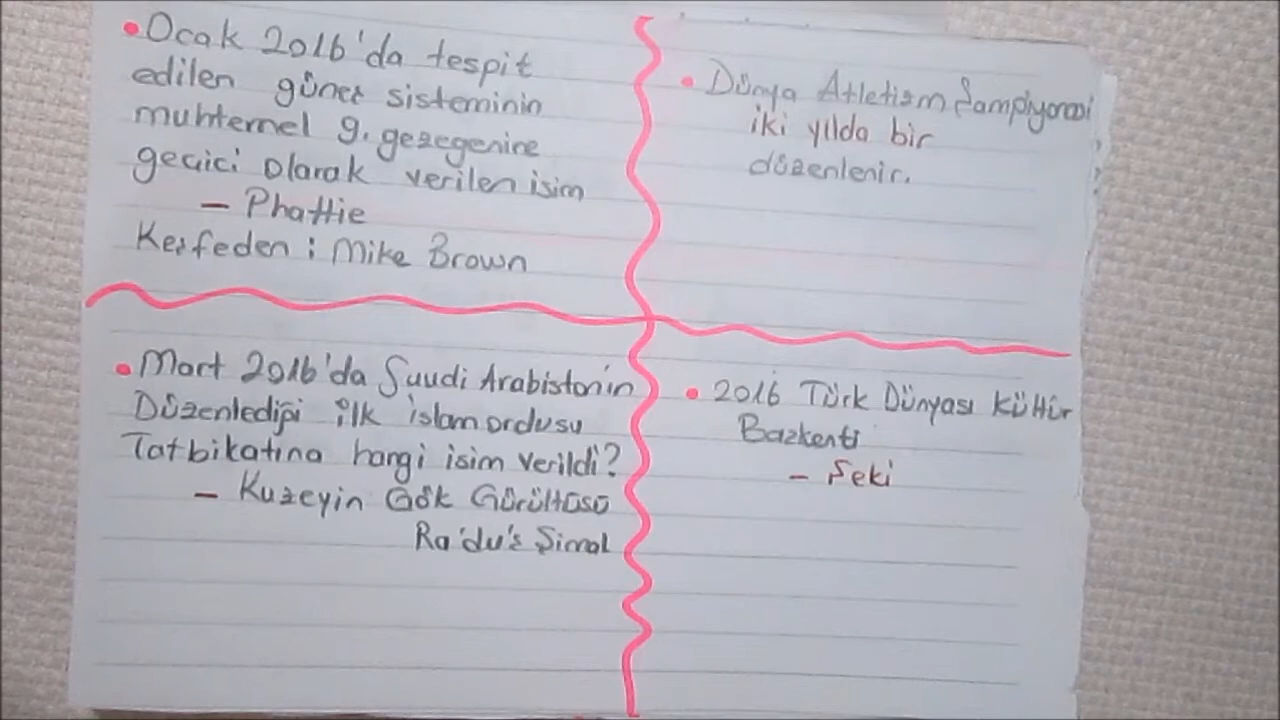 • Ocak 2016'da tespit
edilen güneş sisteminin
muhtemel 9. gezegenine
geçici olarak verilen isim
– Phattie
Keşfeden : Mike Brown
• Dünya Atletizm Şampiyonası
iki yılda bir
düzenlenir.
• Mart 2016'da Suudi Arabistan'ın
Düzenlediği ilk islam ordusu
Tatbikatına hangi isim verildi?
– Kuzeyin Gök Gürültüsü
Ra'du'ş Şimal
• 2016 Türk Dünyası Kültür
Başkenti
– Şeki